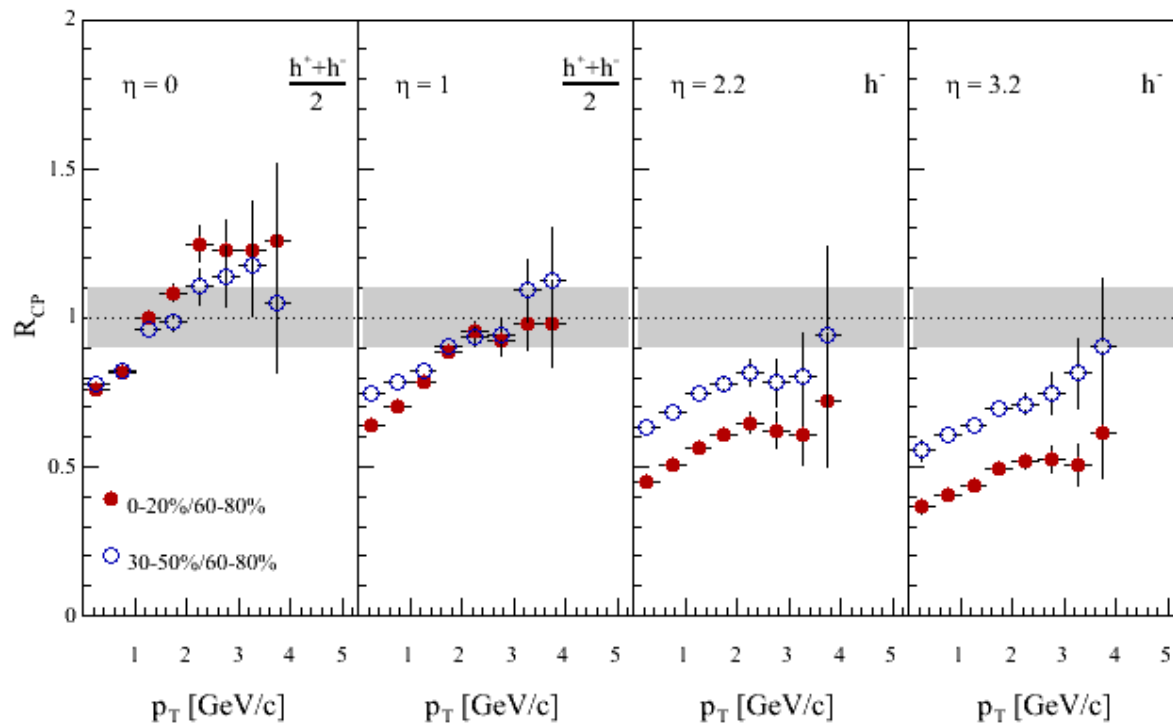 2
1.5
1
0.5
0
R_CP
η = 0
h⁺+h⁻
2
η = 1
h⁺+h⁻
2
η = 2.2 h⁻
η = 3.2 h⁻
0-20%/60-80%
30-50%/60-80%
1 2 3 4 5 1 2 3 4 5 1 2 3 4 5 1 2 3 4 5
p_T [GeV/c] p_T [GeV/c] p_T [GeV/c] p_T [GeV/c]